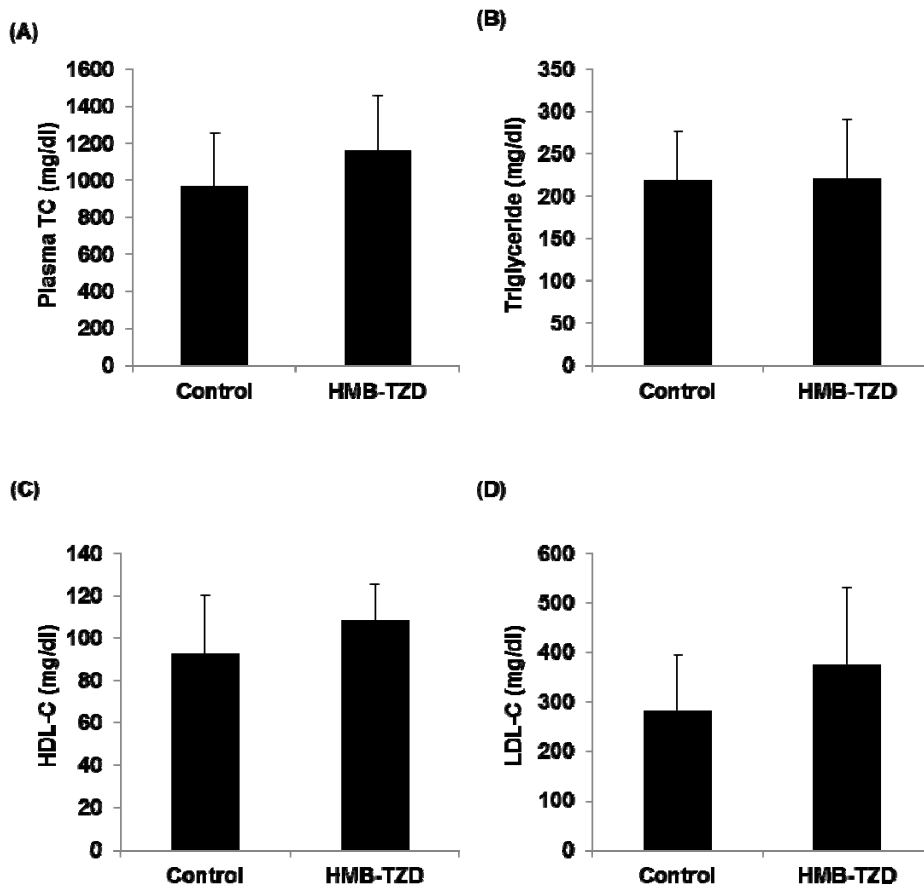 (A)
Plasma TC (mg/dl)
1600
1400
1200
1000
800
600
400
200
0
Control HMB-TZD
(B)
Triglyceride (mg/dl)
350
300
250
200
150
100
50
0
Control HMB-TZD
(C)
HDL-C (mg/dl)
140
120
100
80
60
40
20
0
Control HMB-TZD
(D)
LDL-C (mg/dl)
600
500
400
300
200
100
0
Control HMB-TZD